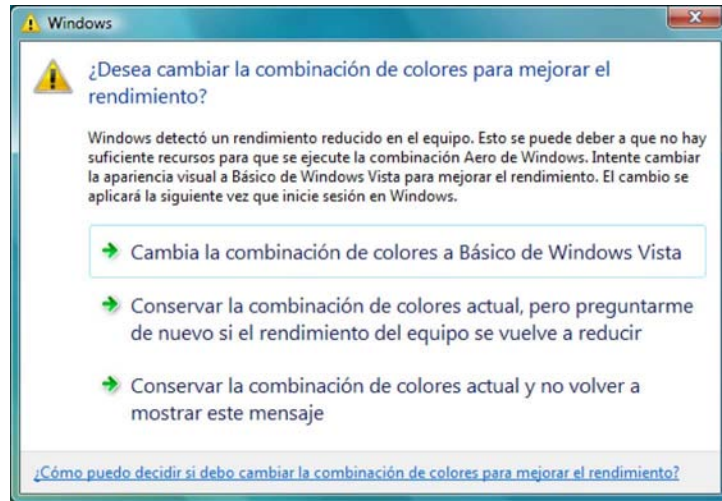 Windows
¿Desea cambiar la combinación de colores para mejorar el
rendimiento?
Windows detectó un rendimiento reducido en el equipo. Esto se puede deber a que no hay
suficiente recursos para que se ejecute la combinación Aero de Windows. Intente cambiar
la apariencia visual a Básico de Windows Vista para mejorar el rendimiento. El cambio se
aplicará la siguiente vez que inicie sesión en Windows.
Cambia la combinación de colores a Básico de Windows Vista
Conservar la combinación de colores actual, pero preguntarme
de nuevo si el rendimiento del equipo se vuelve a reducir
Conservar la combinación de colores actual y no volver a
mostrar este mensaje
¿Cómo puedo decidir si debo cambiar la combinación de colores para mejorar el rendimiento?